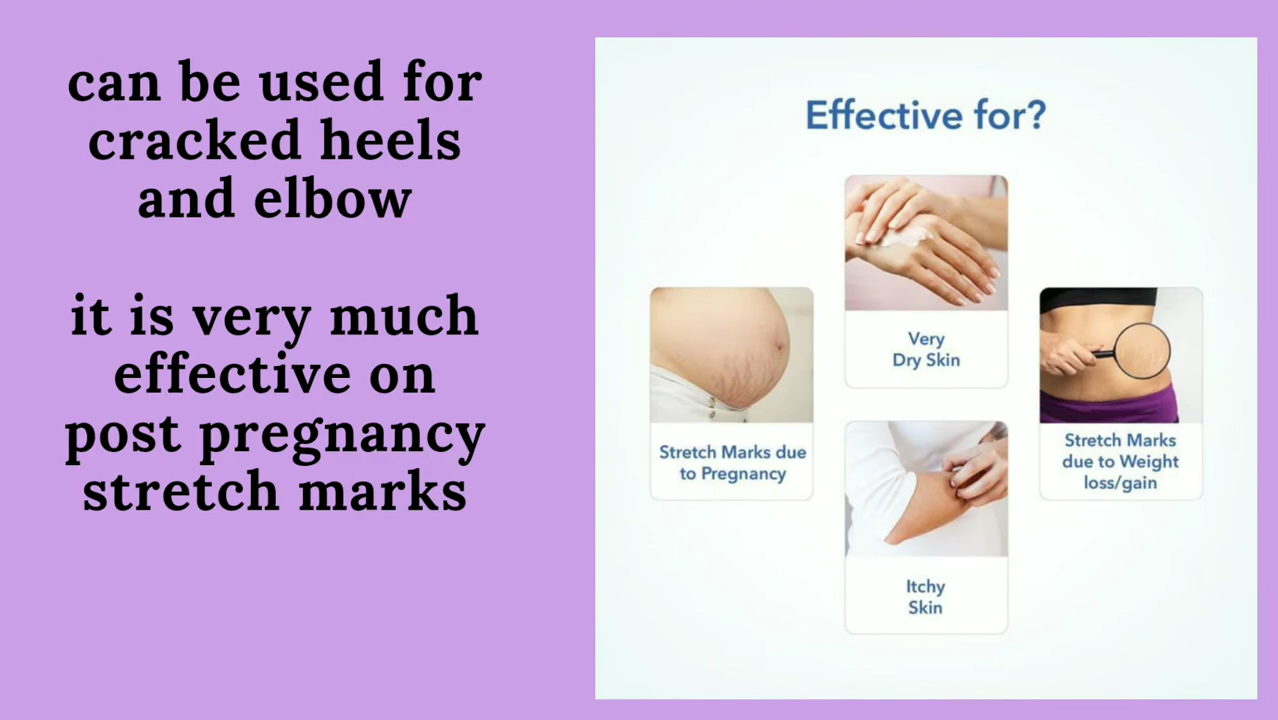 can be used for
cracked heels
and elbow
it is very much
effective on
post pregnancy
stretch marks
Effective for?
Very
Dry Skin
Stretch Marks due
to Pregnancy
Stretch Marks
due to Weight
loss/gain
Itchy
Skin